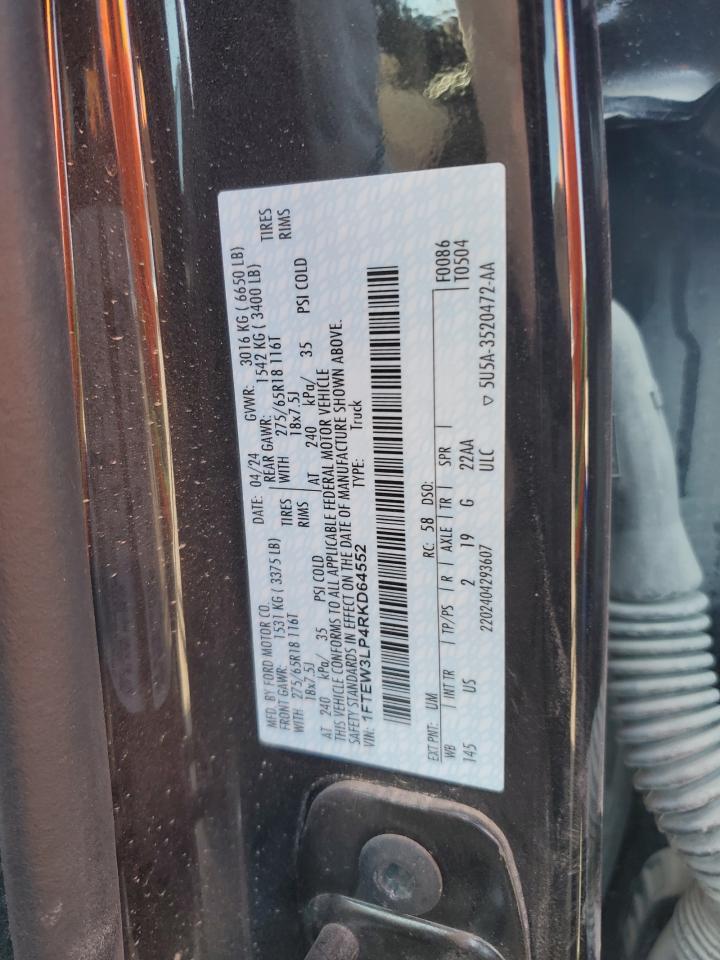 MFD. BY FORD MOTOR CO. DATE: 04/24 GVWR: 3016 KG ( 6650 LB)
FRONT GAWR: 1531 KG ( 3375 LB) REAR GAWR: 1542 KG ( 3400 LB)
WITH 275/65R18 116T TIRES WITH 275/65R18 116T TIRES
18x7.5J RIMS 18x7.5J RIMS
AT 240 kPa/ 35 PSI COLD AT 240 kPa/ 35 PSI COLD
THIS VEHICLE CONFORMS TO ALL APPLICABLE FEDERAL MOTOR VEHICLE
SAFETY STANDARDS IN EFFECT ON THE DATE OF MANUFACTURE SHOWN ABOVE.
VIN: 1FTEW3LP4RKD64552 TYPE: Truck
EXT PNT: UM RC: 58 DSO: F0086
WB INT TR TP/PS R AXLE TR SPR T0504
145 US 2 19 G 22AA
2202404293607 ULC ▽ 5U5A-3520472-AA